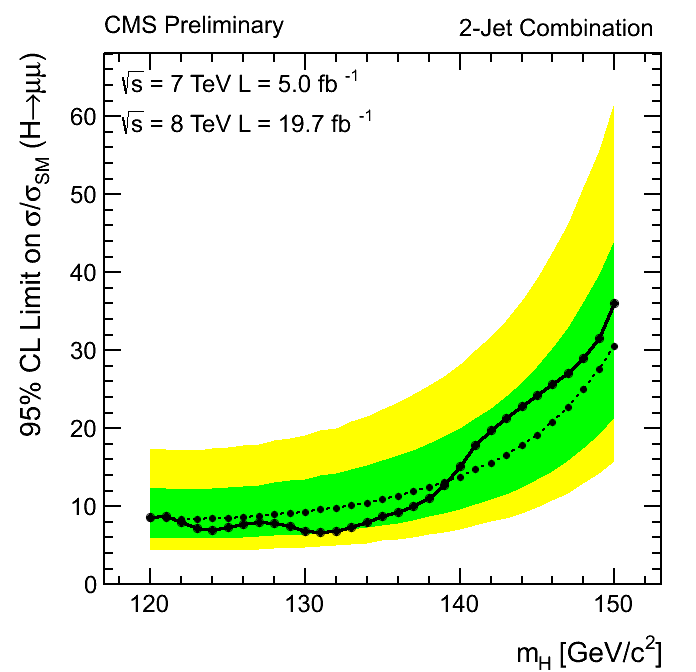 CMS Preliminary
2-Jet Combination
√s = 7 TeV L = 5.0 fb -1
√s = 8 TeV L = 19.7 fb -1
95% CL Limit on σ/σSM (H→μμ)
60
50
40
30
20
10
0
120 130 140 150
mH [GeV/c2]